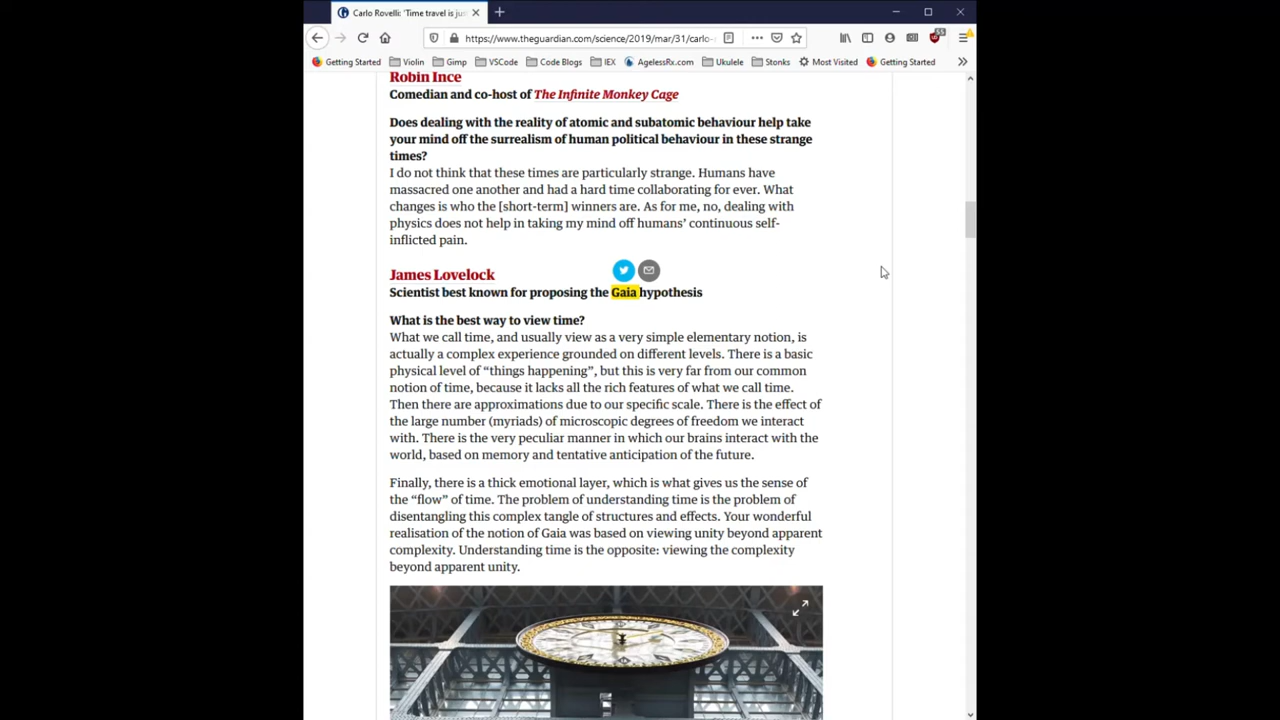 Carlo Rovelli: 'Time travel is jus
https://www.theguardian.com/science/2019/mar/31/carlo-
55
Getting Started Violin Gimp VSCode Code Blogs IEX AgelessRx.com Ukulele Stonks Most Visited Getting Started
Robin Ince
Comedian and co-host of The Infinite Monkey Cage
Does dealing with the reality of atomic and subatomic behaviour help take
your mind off the surrealism of human political behaviour in these strange
times?
I do not think that these times are particularly strange. Humans have
massacred one another and had a hard time collaborating for ever. What
changes is who the [short-term] winners are. As for me, no, dealing with
physics does not help in taking my mind off humans' continuous self-
inflicted pain.
James Lovelock
Scientist best known for proposing the Gaia hypothesis
What is the best way to view time?
What we call time, and usually view as a very simple elementary notion, is
actually a complex experience grounded on different levels. There is a basic
physical level of “things happening”, but this is very far from our common
notion of time, because it lacks all the rich features of what we call time.
Then there are approximations due to our specific scale. There is the effect of
the large number (myriads) of microscopic degrees of freedom we interact
with. There is the very peculiar manner in which our brains interact with the
world, based on memory and tentative anticipation of the future.
Finally, there is a thick emotional layer, which is what gives us the sense of
the “flow” of time. The problem of understanding time is the problem of
disentangling this complex tangle of structures and effects. Your wonderful
realisation of the notion of Gaia was based on viewing unity beyond apparent
complexity. Understanding time is the opposite: viewing the complexity
beyond apparent unity.